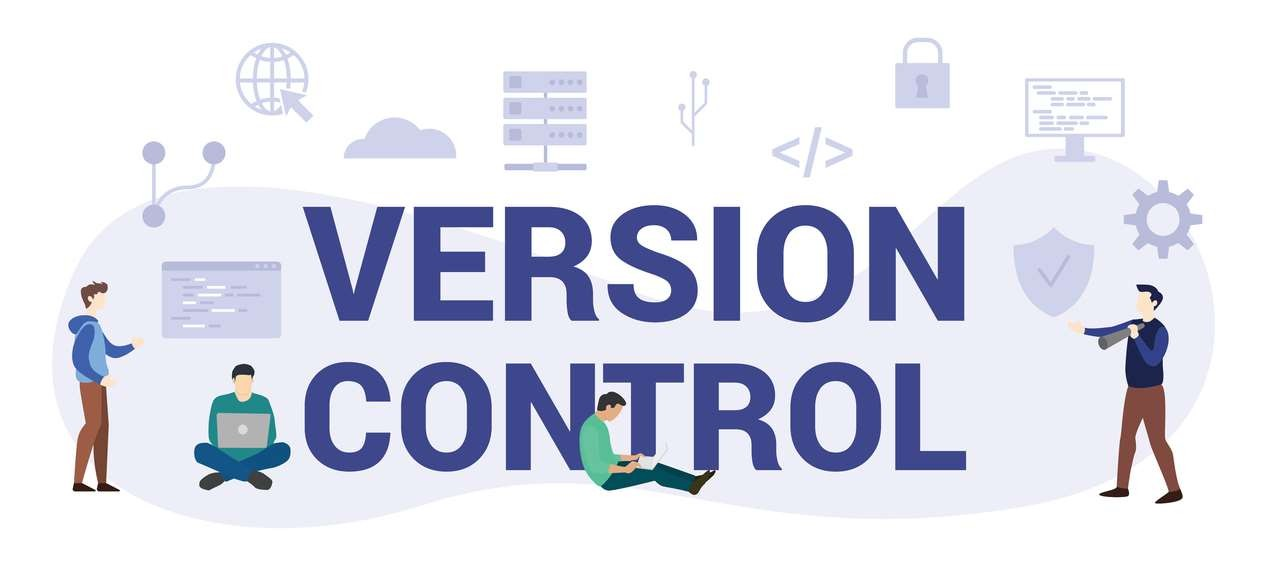 </>
VERSION
CONTROL